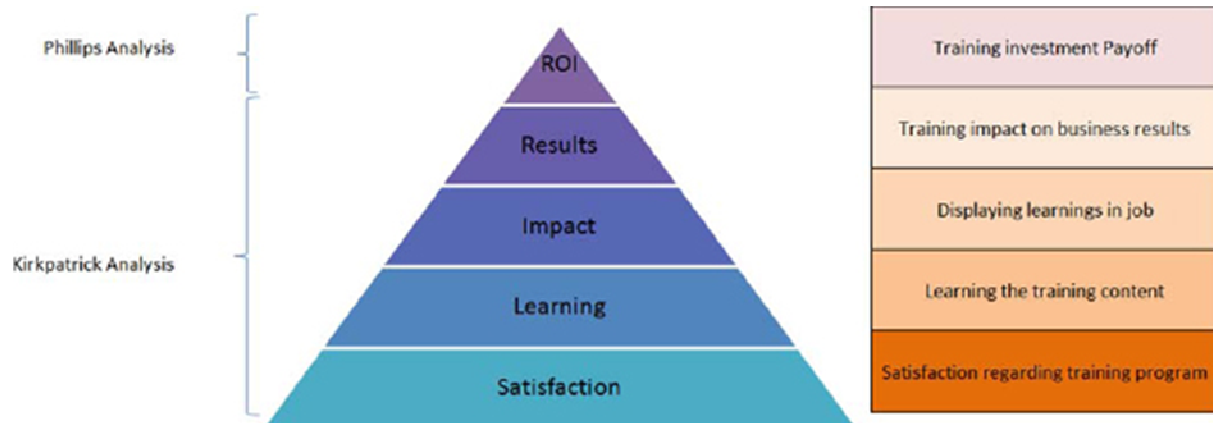 Phillips Analysis
ROI
Training investment Payoff
Results
Training impact on business results
Impact
Displaying learnings in job
Kirkpatrick Analysis
Learning
Learning the training content
Satisfaction
Satisfaction regarding training program